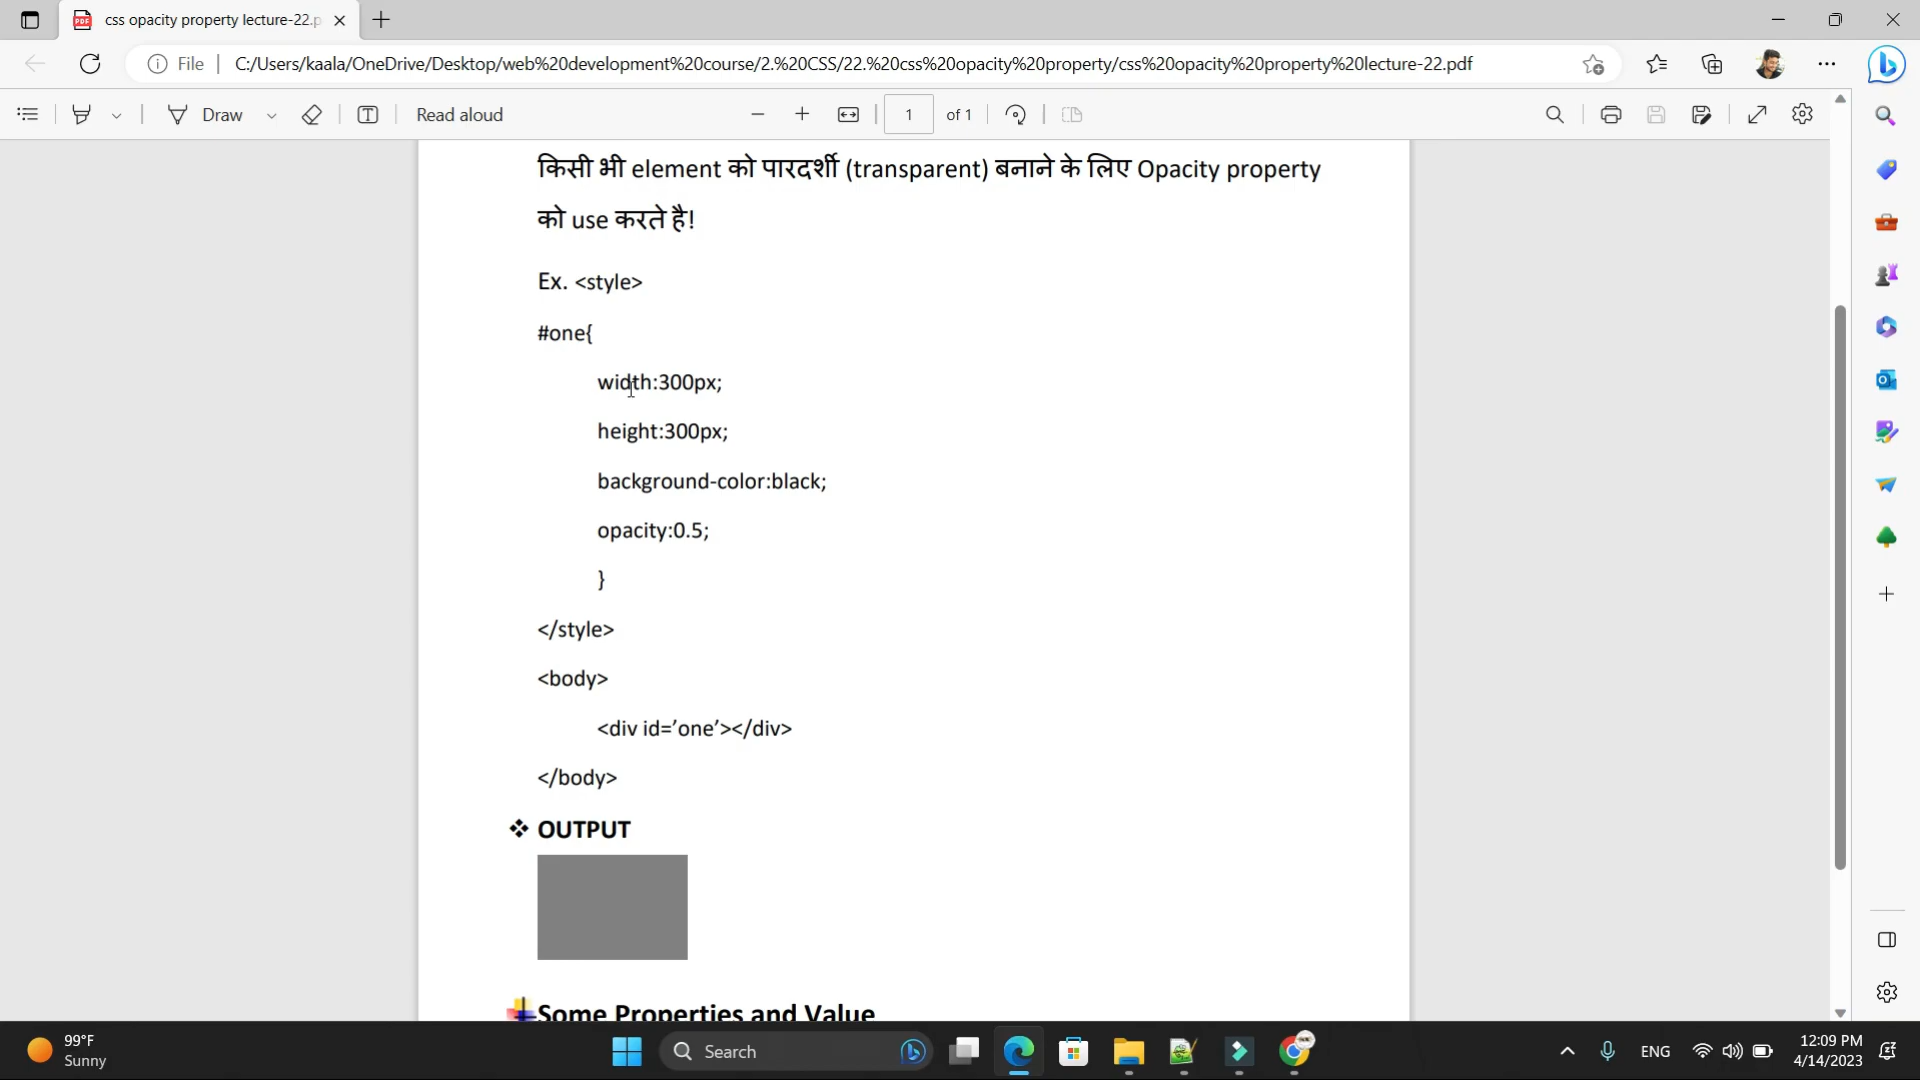 css opacity property lecture-22.p
File
C:/Users/kaala/OneDrive/Desktop/web%20development%20course/2.%20CSS/22.%20css%20opacity%20property/css%20opacity%20property%20lecture-22.pdf
Draw
Read aloud
1 of 1
किसी भी element को पारदर्शी (transparent) बनाने के लिए Opacity property
को use करते है!
Ex. <style>
#one{
width:300px;
height:300px;
background-color:black;
opacity:0.5;
}
</style>
<body>
<div id=’one’></div>
</body>
❖ OUTPUT
Some Properties and Value
99°F
Sunny
Search
ENG
12:09 PM
4/14/2023